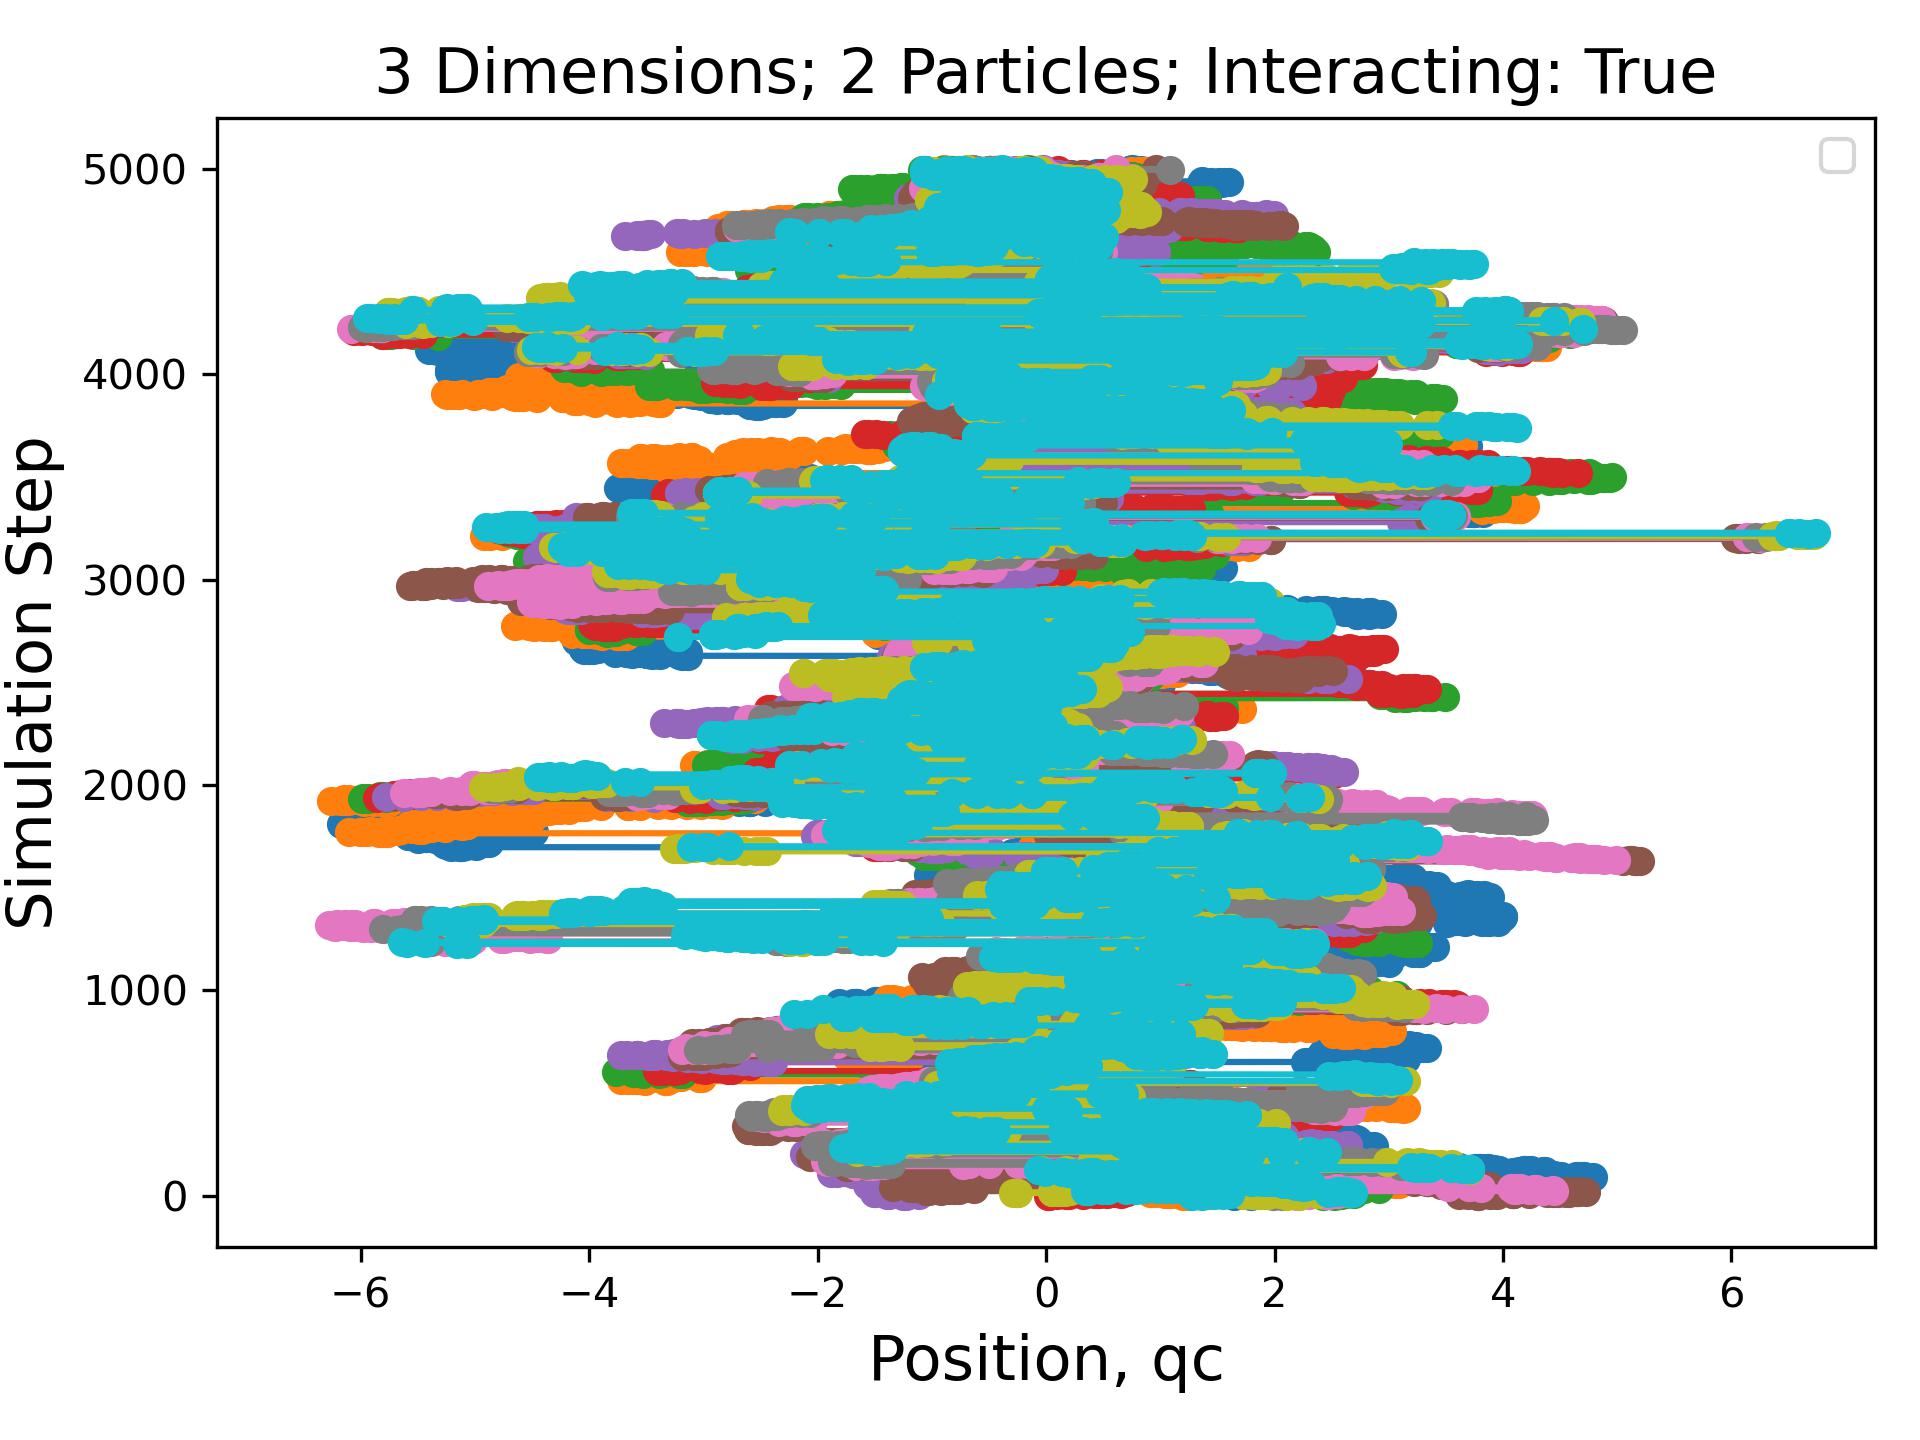 3 Dimensions; 2 Particles; Interacting: True
Simulation Step
5000
4000
3000
2000
1000
0
−6 −4 −2 0 2 4 6
Position, qc